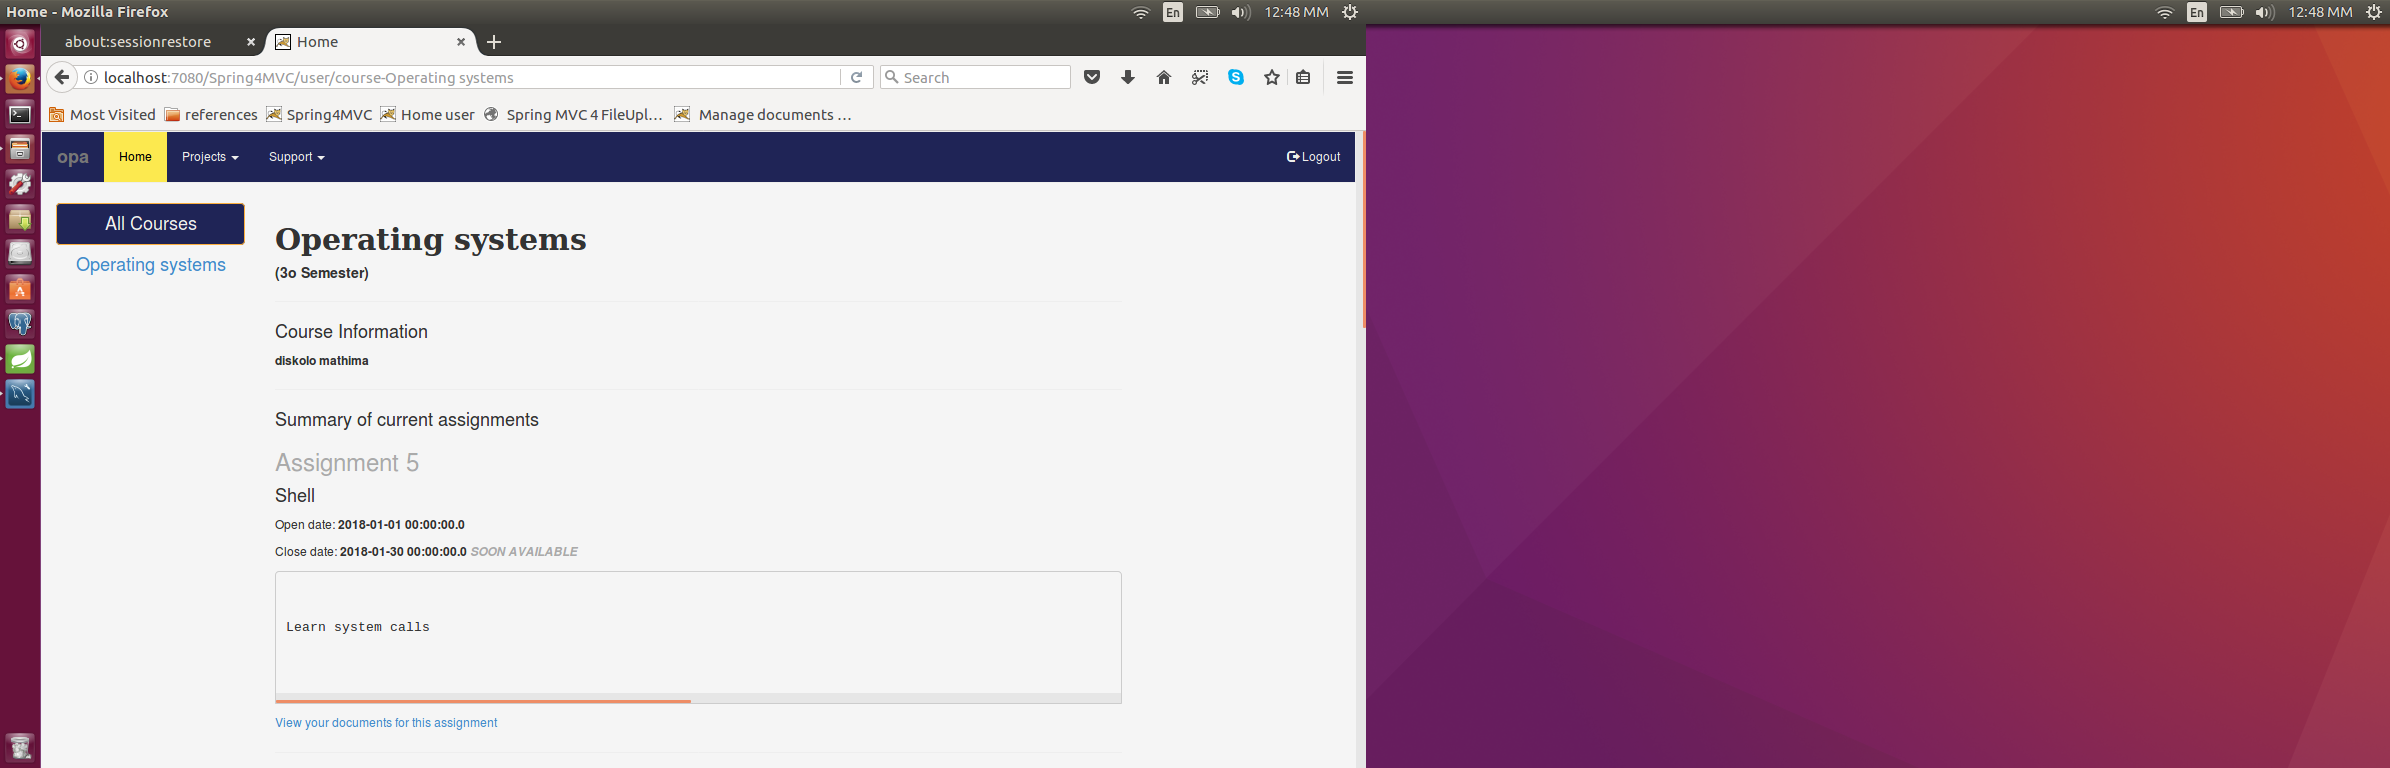 Home - Mozilla Firefox
En
12:48 MM
En
12:48 MM
about:sessionrestore
Home
localhost:7080/Spring4MVC/user/course-Operating systems
Search
Most Visited
references
Spring4MVC
Home user
Spring MVC 4 FileUpl...
Manage documents ...
opa
Home
Projects
Support
Logout
All Courses
Operating systems
Operating systems
(3o Semester)
Course Information
diskolo mathima
Summary of current assignments
Assignment 5
Shell
Open date: 2018-01-01 00:00:00.0
Close date: 2018-01-30 00:00:00.0 SOON AVAILABLE
Learn system calls
View your documents for this assignment